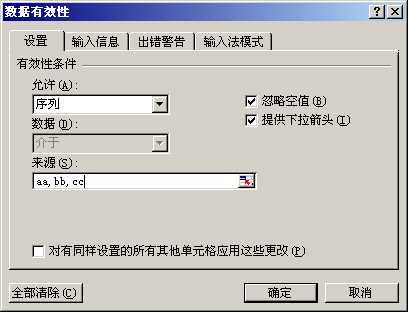 数据有效性
设置 输入信息 出错警告 输入法模式
有效性条件
允许(A):
序列
忽略空值(B)
数据(D):
提供下拉箭头(I)
介于
来源(S):
aa,bb,cc
对有同样设置的所有其他单元格应用这些更改(P)
全部清除(C) 确定 取消